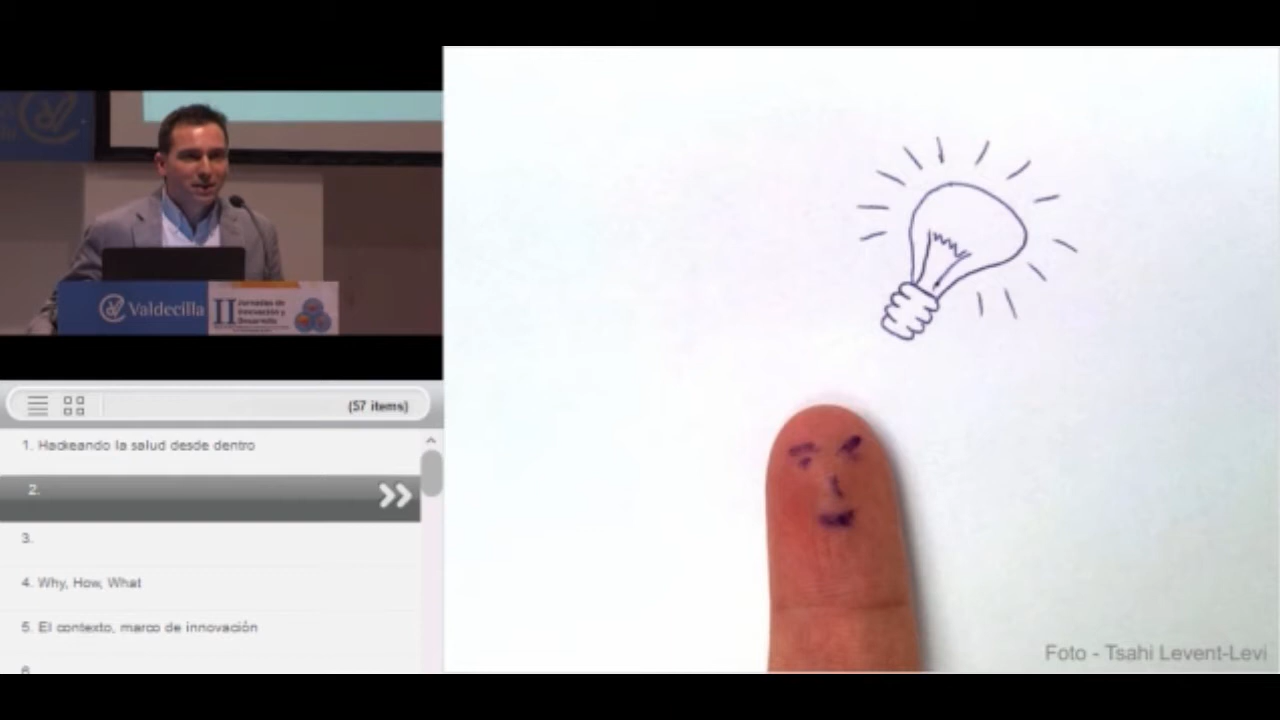 Valdecilla
II
Jornadas de
Innovación y
Desarrollo
(57 items)
1. Hackeando la salud desde dentro
2.
3.
4. Why, How, What
5. El contexto, marco de innovación
6
Foto - Tsahi Levent-Levi